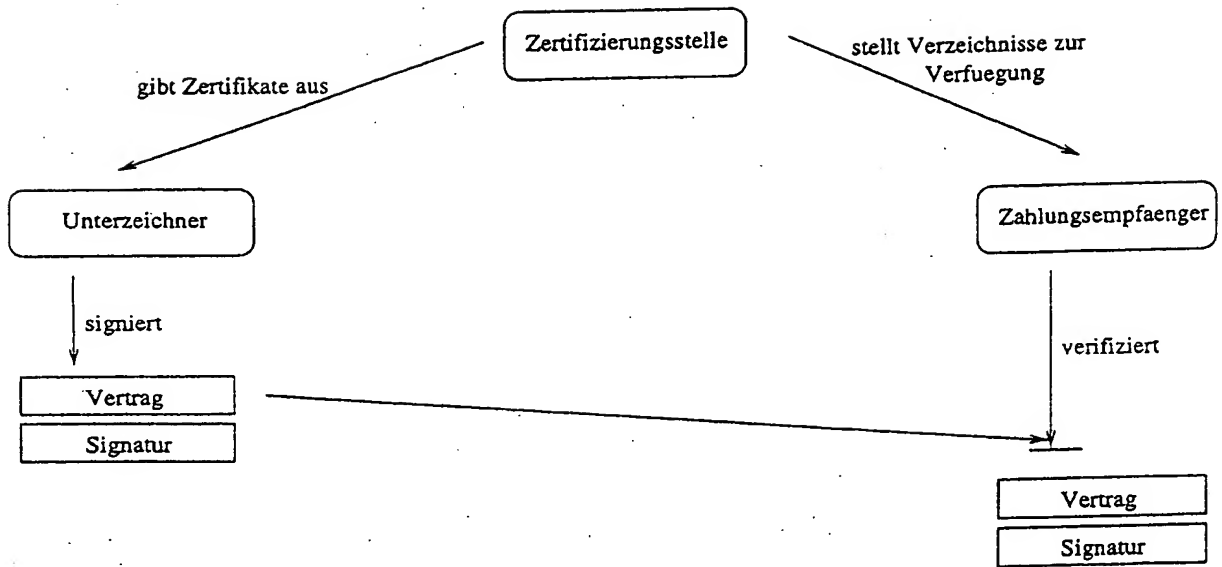 Zertifizierungsstelle
stellt Verzeichnisse zur
Verfuegung
gibt Zertifikate aus
Unterzeichner
Zahlungsempfaenger
signiert
verifiziert
Vertrag
Signatur
Vertrag
Signatur